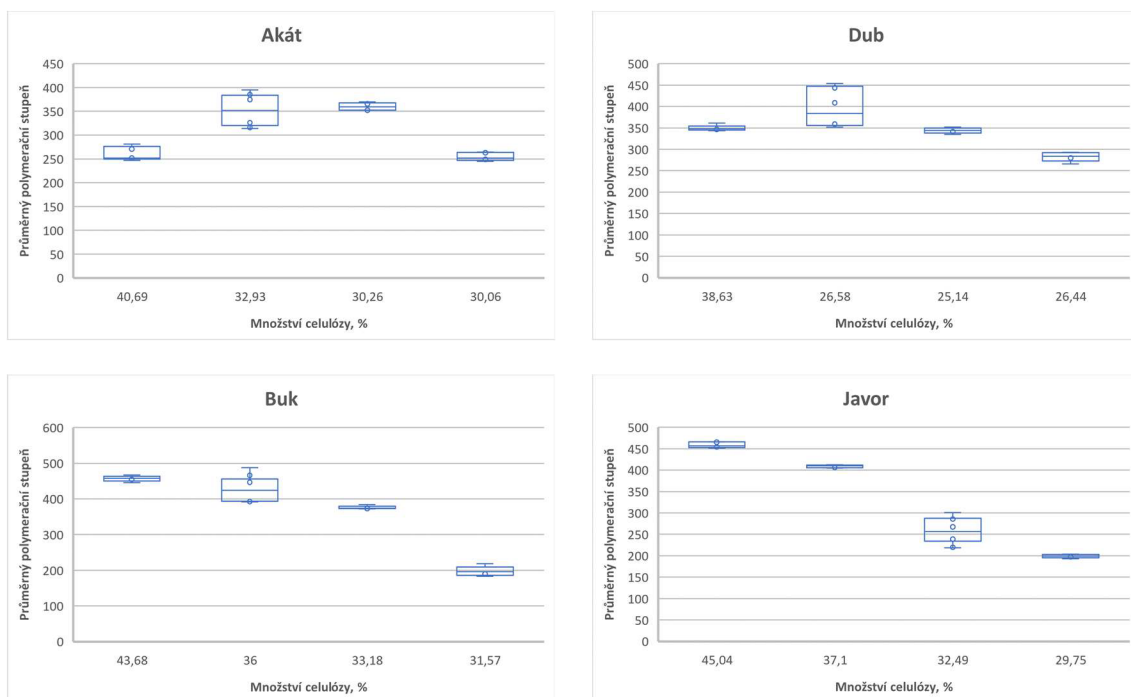 Akát
Průměrný polymerační stupeň
450
400
350
300
250
200
150
100
50
0
40,69 32,93 30,26 30,06
Množství celulózy, %
Dub
Průměrný polymerační stupeň
500
450
400
350
300
250
200
150
100
50
0
38,63 26,58 25,14 26,44
Množství celulózy, %
Buk
Průměrný polymerační stupeň
600
500
400
300
200
100
0
43,68 36 33,18 31,57
Množství celulózy, %
Javor
Průměrný polymerační stupeň
500
450
400
350
300
250
200
150
100
50
0
45,04 37,1 32,49 29,75
Množství celulózy, %